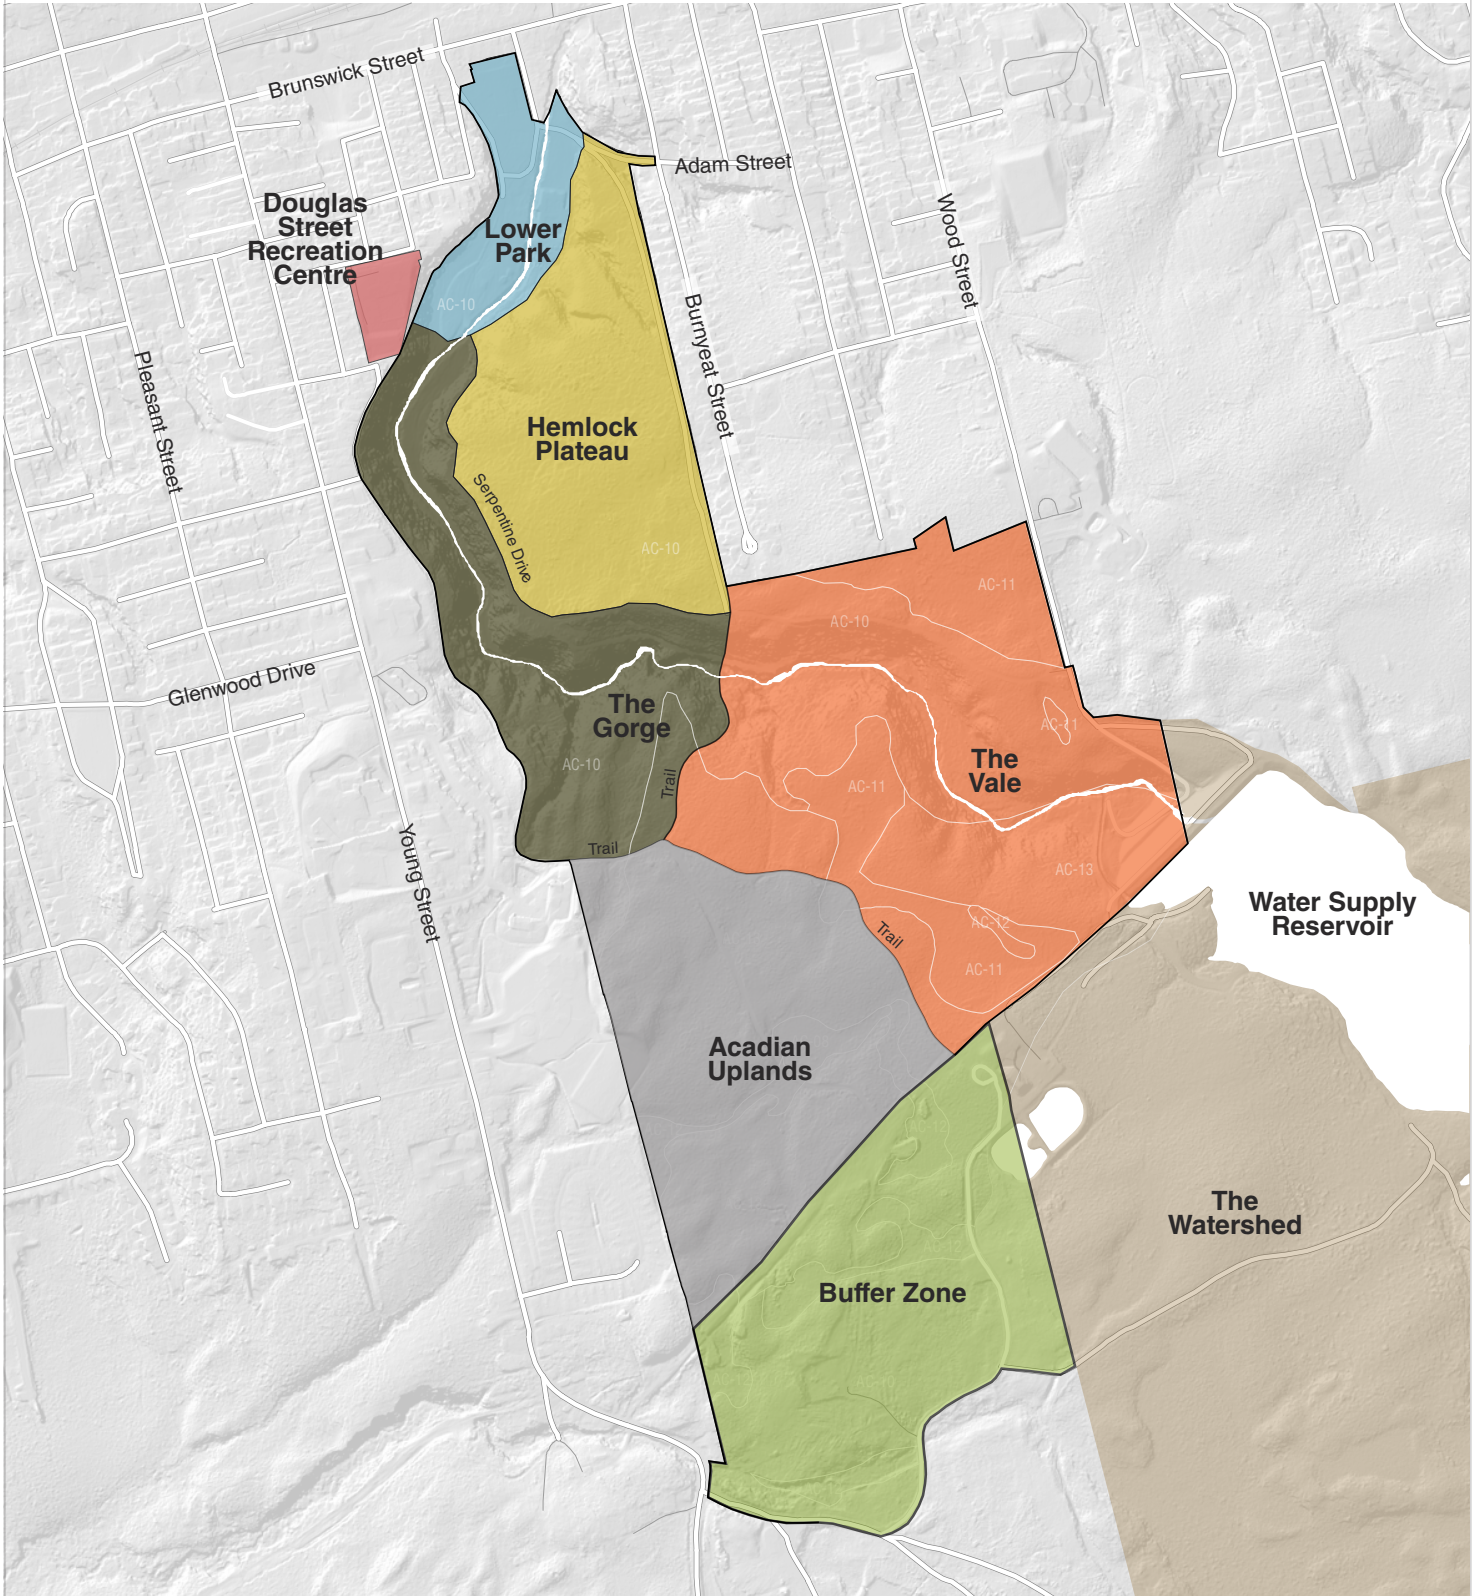 Brunswick Street
Adam Street
Douglas
Street
Recreation
Centre
Lower
Park
Wood Street
AC-10
Burnyeat Street
Pleasant Street
Hemlock
Plateau
Serpentine Drive
AC-10
AC-11
AC-10
Glenwood Drive
The
Gorge
AC-11
The
Vale
AC-10
Trail
AC-11
Trail
Young Street
AC-13
Water Supply
Reservoir
AC-12
Trail
AC-11
Acadian
Uplands
The
Watershed
Buffer Zone